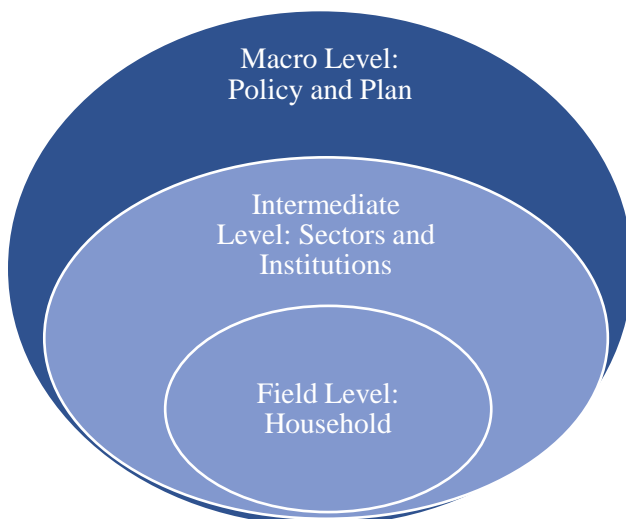 Macro Level:
Policy and Plan
Intermediate
Level: Sectors and
Institutions
Field Level:
Household